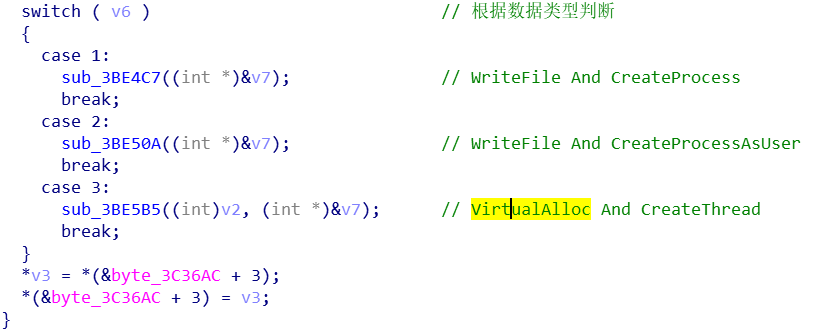 switch ( v6 ) // 根据数据类型判断
{
case 1:
sub_3BE4C7((int *)&v7); // WriteFile And CreateProcess
break;
case 2:
sub_3BE50A((int *)&v7); // WriteFile And CreateProcessAsUser
break;
case 3:
sub_3BE5B5((int)v2, (int *)&v7); // VirtualAlloc And CreateThread
break;
}
*v3 = *(&byte_3C36AC + 3);
*(&byte_3C36AC + 3) = v3;
}